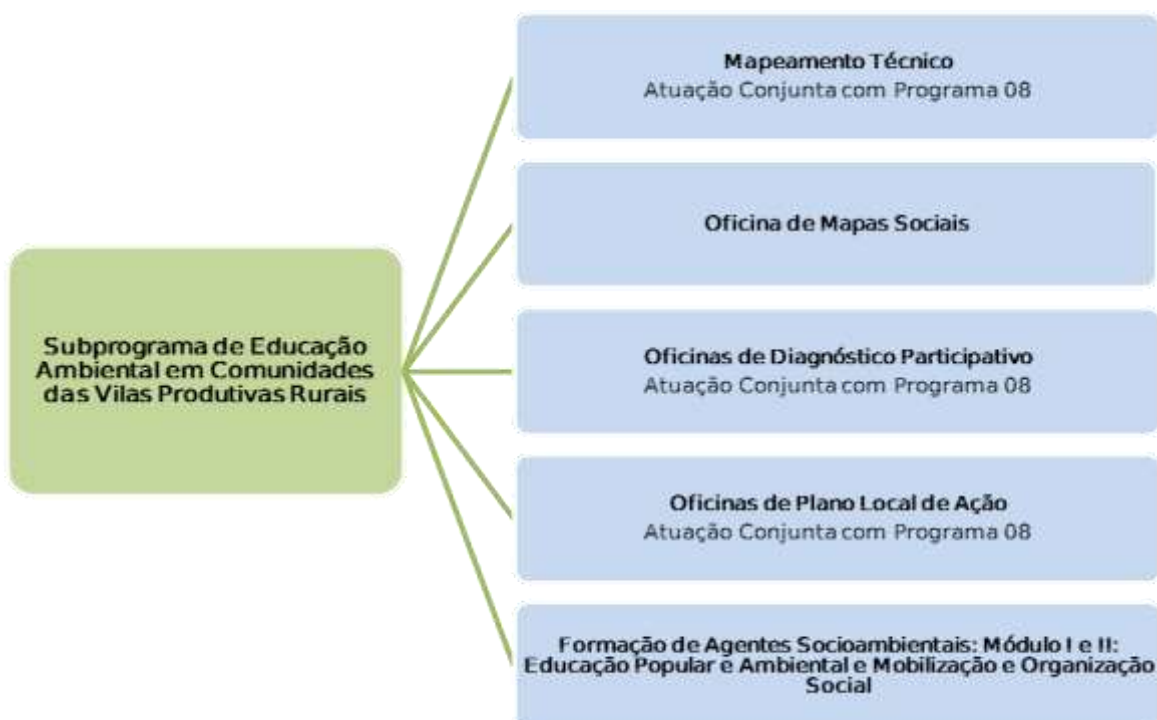 Mapeamento Técnico
Atuação Conjunta com Programa 08
Oficina de Mapas Sociais
Subprograma de Educação
Ambiental em Comunidades
das Vilas Produtivas Rurais
Oficinas de Diagnóstico Participativo
Atuação Conjunta com Programa 08
Oficinas de Plano Local de Ação
Atuação Conjunta com Programa 08
Formação de Agentes Socioambientais: Módulo I e II:
Educação Popular e Ambiental e Mobilização e Organização
Social